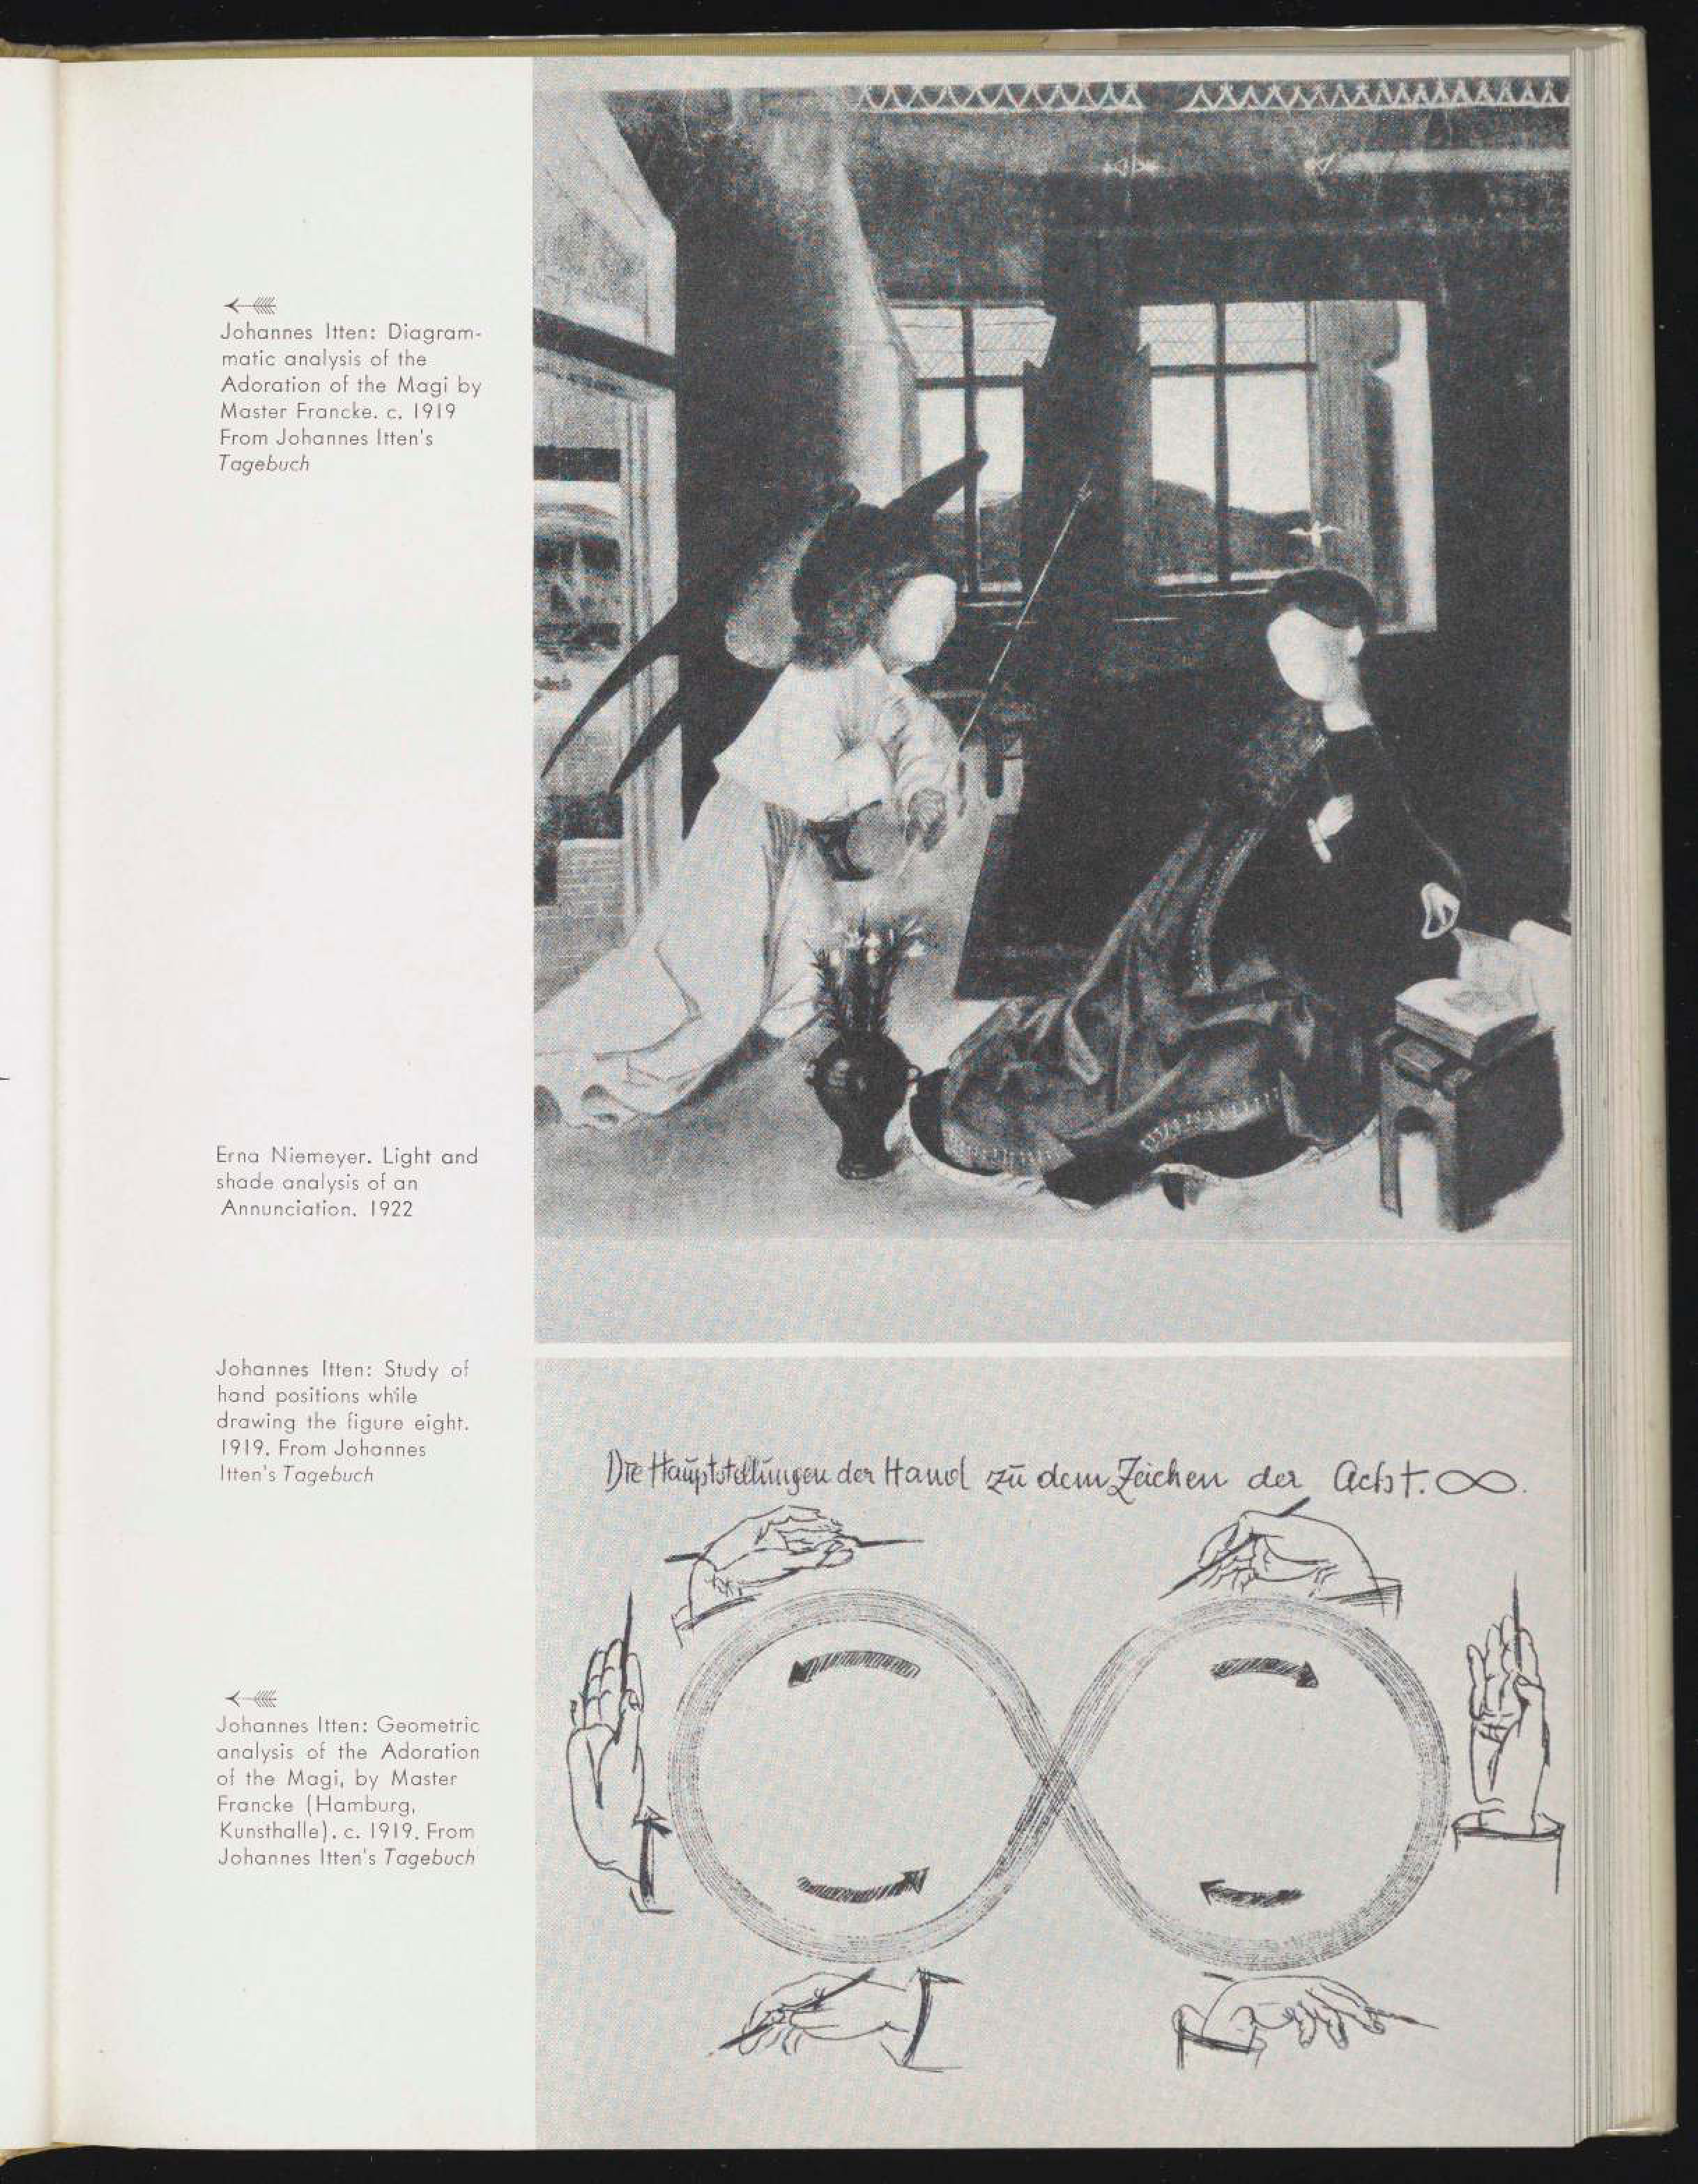 Johannes Itten: Diagram-
matic analysis of the
Adoration of the Magi by
Master Francke. c. 1919
From Johannes Itten's
Tagebuch
Erna Niemeyer. Light and
shade analysis of an
Annunciation. 1922
Johannes Itten: Study of
hand positions while
drawing the figure eight.
1919. From Johannes
Itten's Tagebuch
Die Hauptstellungen der Hand zu dem Zeichen der Acht. ∞.
Johannes Itten: Geometric
analysis of the Adoration
of the Magi, by Master
Francke (Hamburg,
Kunsthalle). c. 1919. From
Johannes Itten's Tagebuch